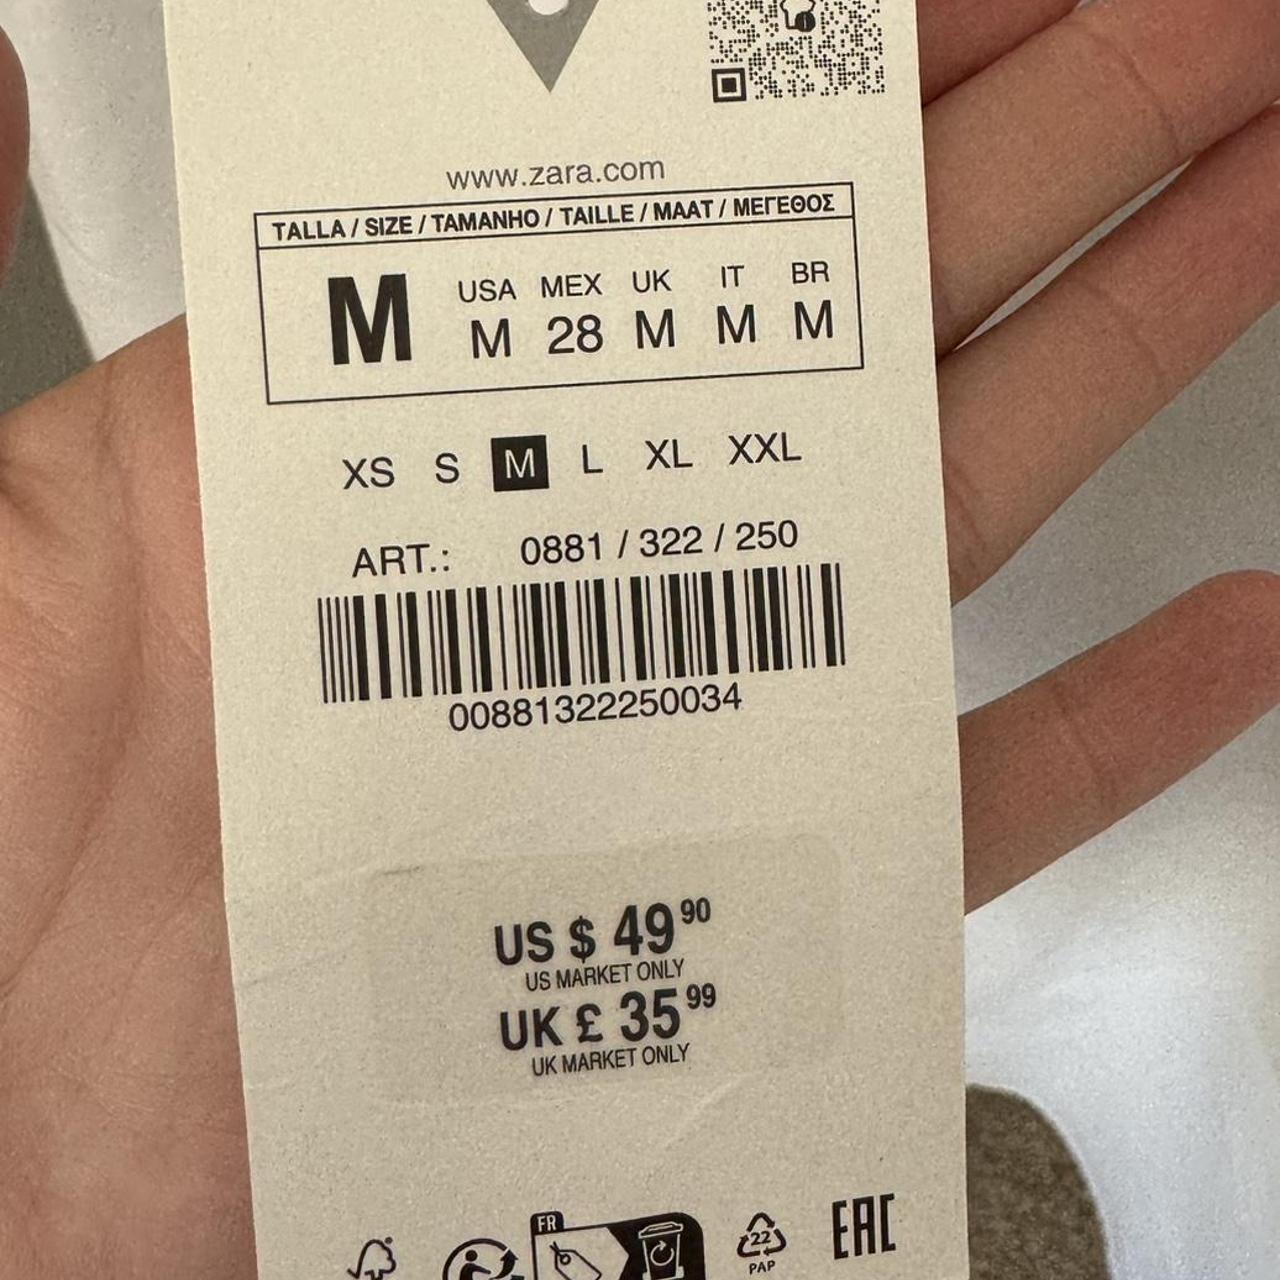 www.zara.com
TALLA / SIZE / TAMANHO / TAILLE / MAAT / ΜΕΓΕΘΟΣ
M USA MEX UK IT BR
M 28 M M M
XS S M L XL XXL
ART.: 0881 / 322 / 250
00881322250034
US $ 49 90
US MARKET ONLY
UK £ 35 99
UK MARKET ONLY
FR
22
PAP
EAC